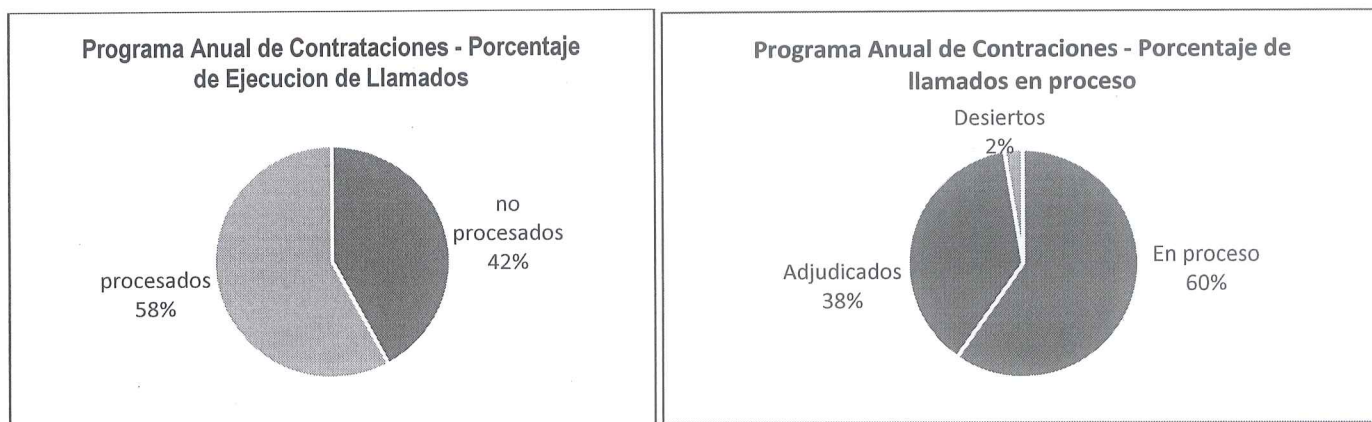 Programa Anual de Contrataciones - Porcentaje
de Ejecucion de Llamados
no
procesados
42%
procesados
58%
Programa Anual de Contraciones - Porcentaje de
llamados en proceso
Desiertos
2%
En proceso
60%
Adjudicados
38%